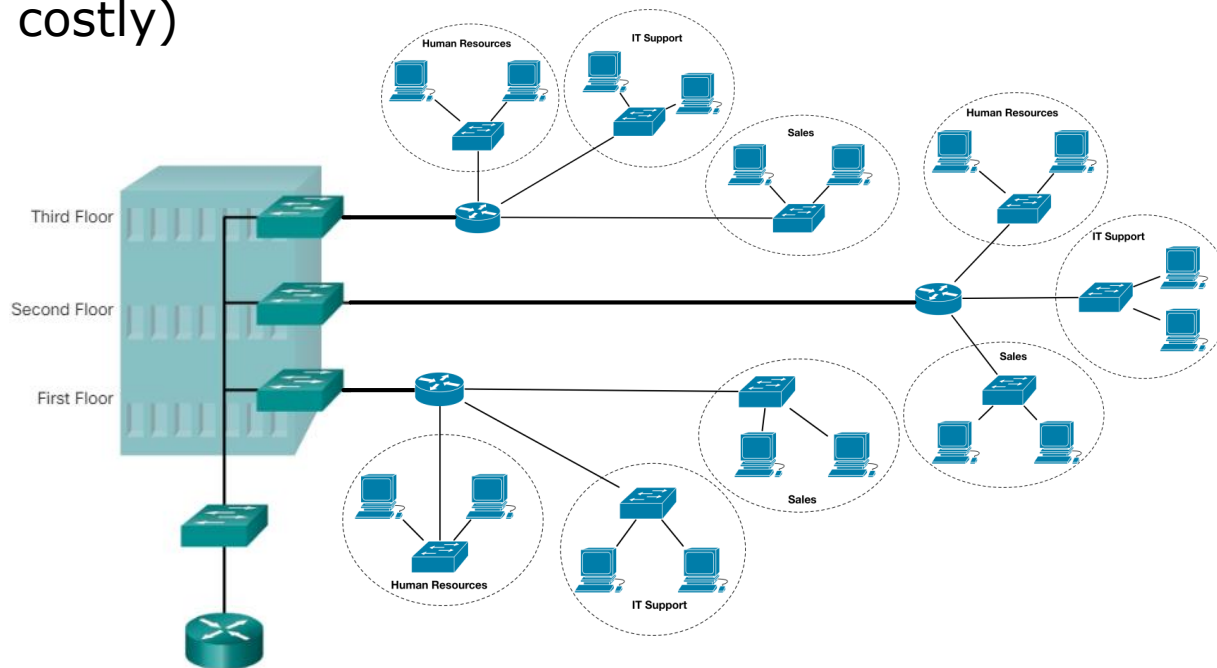 costly)
Human Resources
IT Support
Sales
Human Resources
Third Floor
IT Support
Second Floor
Sales
First Floor
Sales
Human Resources
IT Support